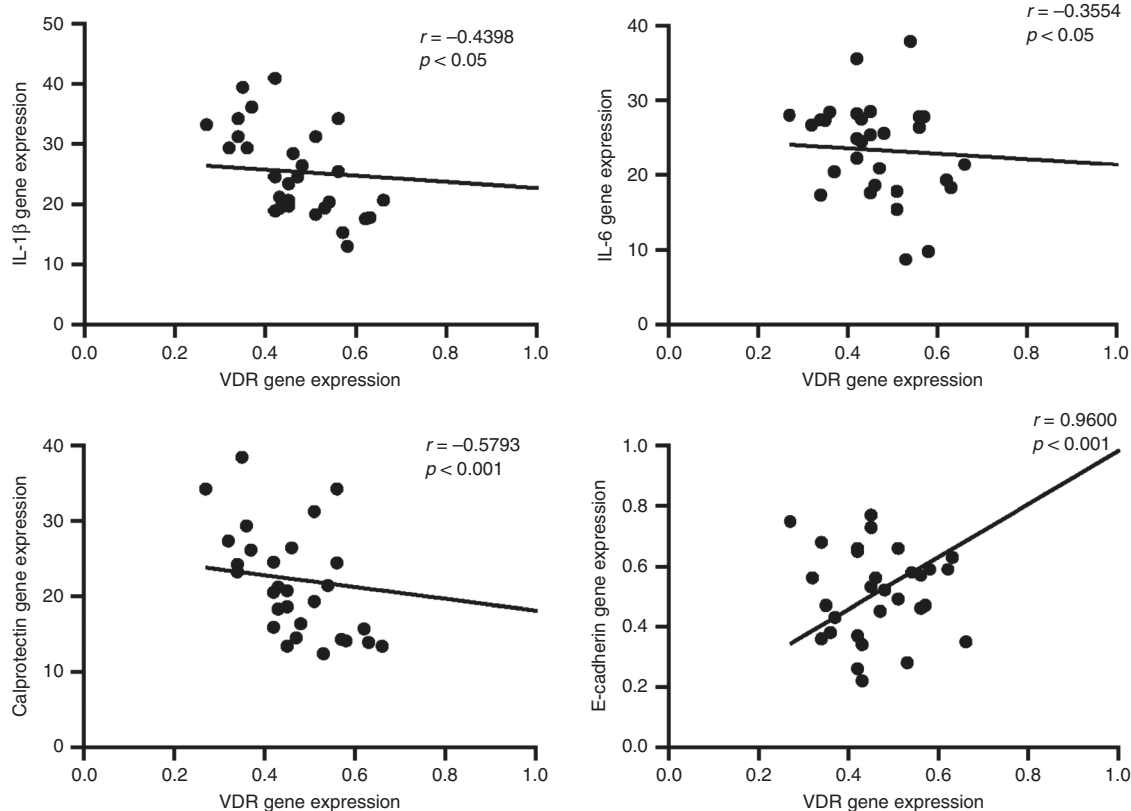 50
40
30
20
10
0
IL-1β gene expression
r = –0.4398
p < 0.05
0.0 0.2 0.4 0.6 0.8 1.0
VDR gene expression
40
30
20
10
0
IL-6 gene expression
r = –0.3554
p < 0.05
0.0 0.2 0.4 0.6 0.8 1.0
VDR gene expression
40
30
20
10
0
Calprotectin gene expression
r = –0.5793
p < 0.001
0.0 0.2 0.4 0.6 0.8 1.0
VDR gene expression
1.0
0.8
0.6
0.4
0.2
0.0
E-cadherin gene expression
r = 0.9600
p < 0.001
0.0 0.2 0.4 0.6 0.8 1.0
VDR gene expression